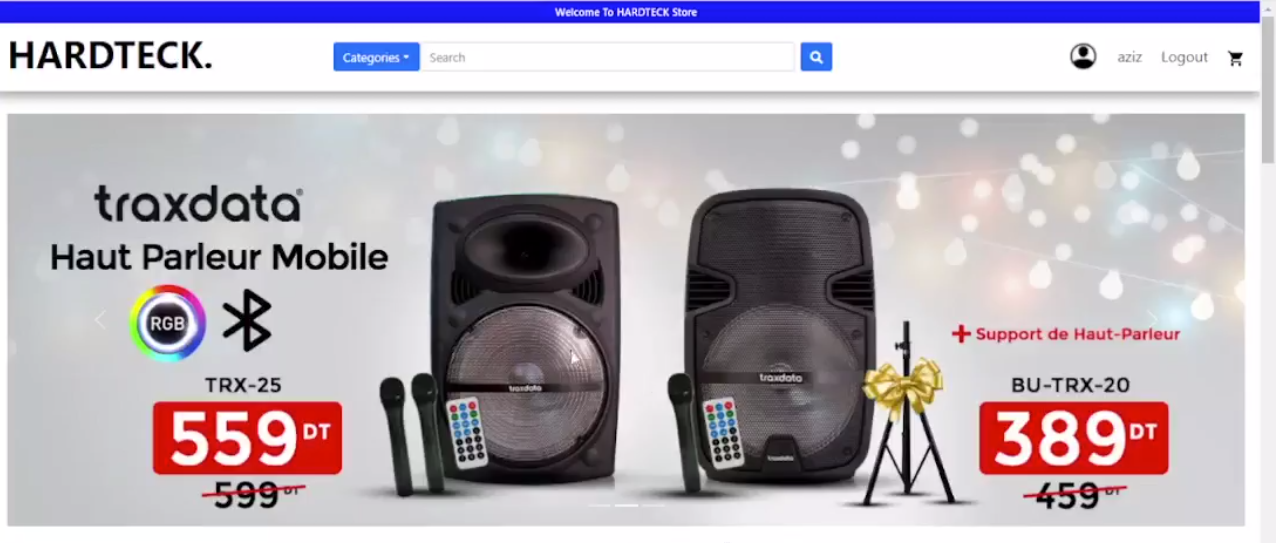 Welcome To HARDTECK Store
HARDTECK.
Categories
Search
aziz
Logout
traxdata®
Haut Parleur Mobile
RGB
TRX-25
559 DT
599 DT
traxdata
traxdata
traxdata
+ Support de Haut-Parleur
BU-TRX-20
389 DT
459 DT